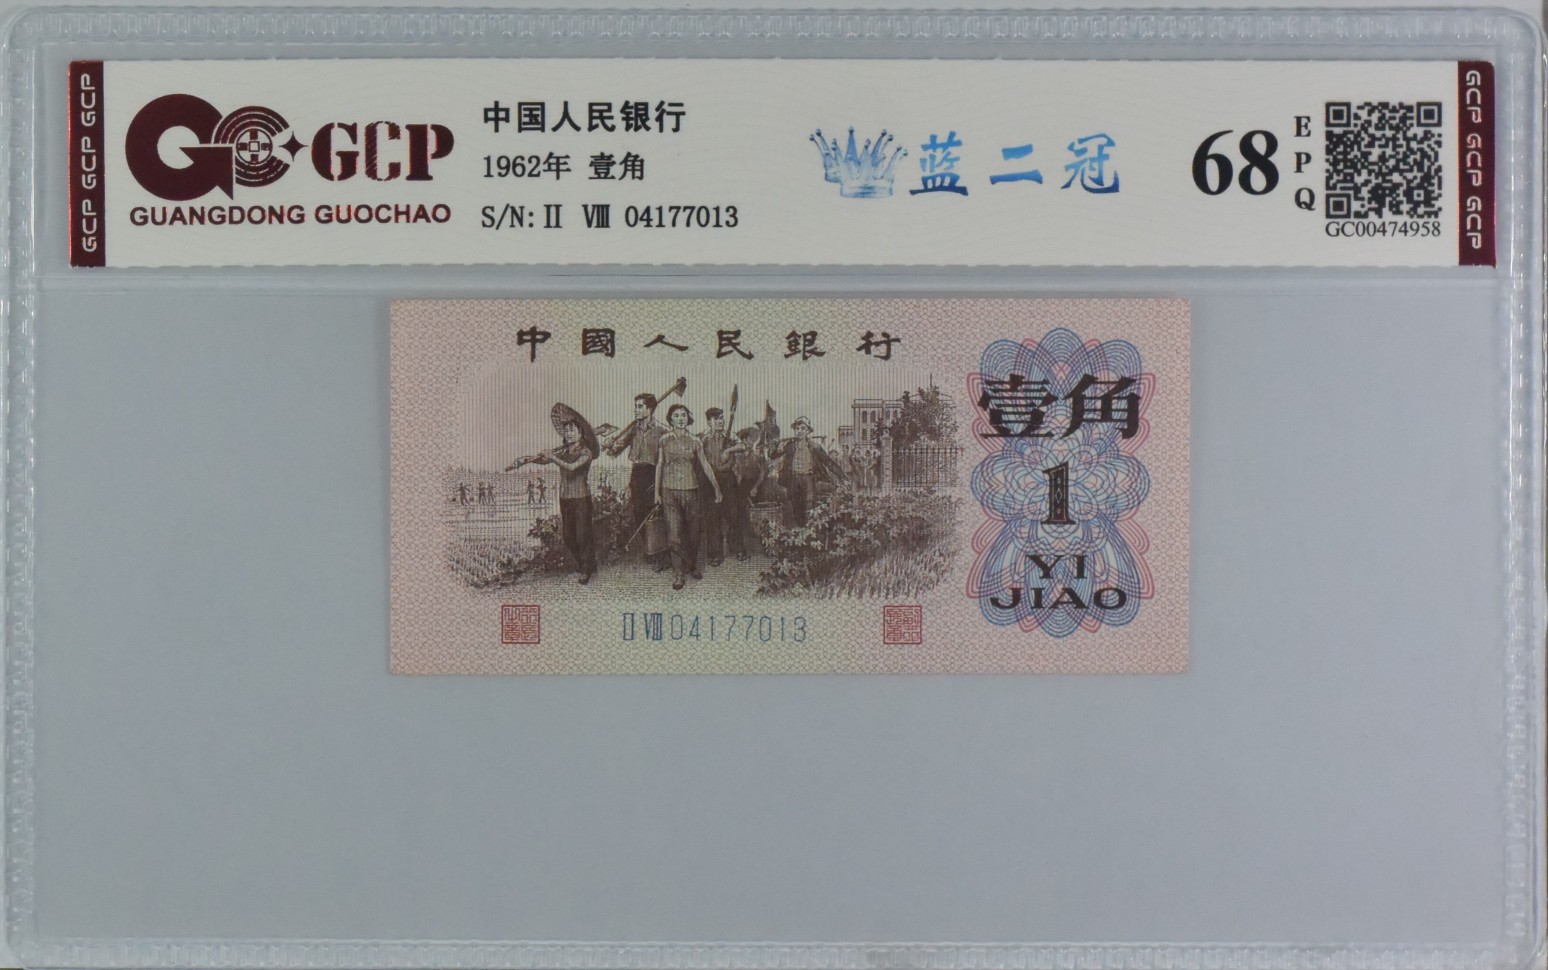 GCP GCP GCP
GCP
GUANGDONG GUOCHAO
中国人民银行
1962年 壹角
S/N: II VIII 04177013
蓝二冠
68
EPQ
GC00474958
GCP GCP GCP
中國人民銀行
壹角
1
YI
JIAO
II VIII 04177013